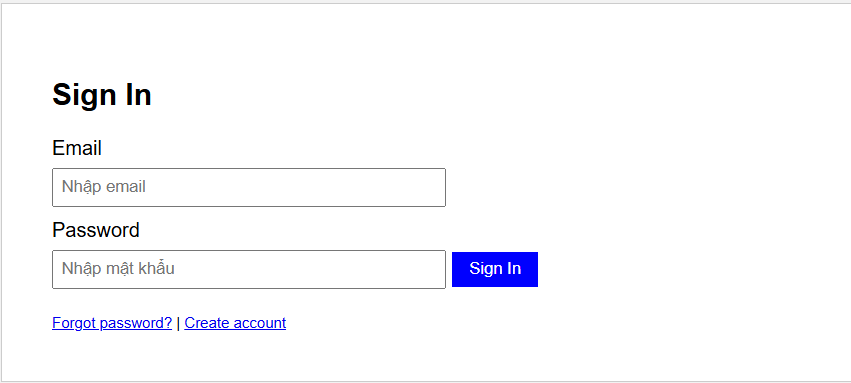 Sign In
Email
Nhập email
Password
Nhập mật khẩu Sign In
Forgot password? | Create account